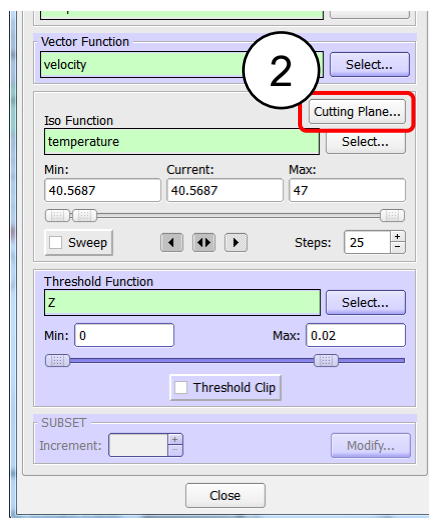 Vector Function
velocity
Select...
2
Cutting Plane...
Iso Function
temperature
Select...
Min: Current: Max:
40.5687 40.5687 47
Sweep Steps: 25
Threshold Function
Z
Select...
Min: 0 Max: 0.02
Threshold Clip
SUBSET
Increment: Modify...
Close